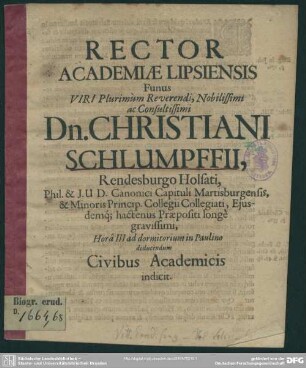 RECTOR
ACADEMIÆ LIPSIENSIS
Funus
VIRI Plurimum Reverendi, Nobilissimi
ac Consultissimi
Dn. CHRISTIANI
SCHLUMPFFII,
Rendesburgo Holsati,
Phil. & J. U D. Canonici Capituli Martisburgensis,
& Minoris Princip. Collegii Collegiati, Ejus-
demq; hactenus Præpositi longè
gravissimi,
Horâ III ad dormitorium in Paulino
deducendum
Civibus Academicis
indicit.
Biogr. erud.
D. 1664,68